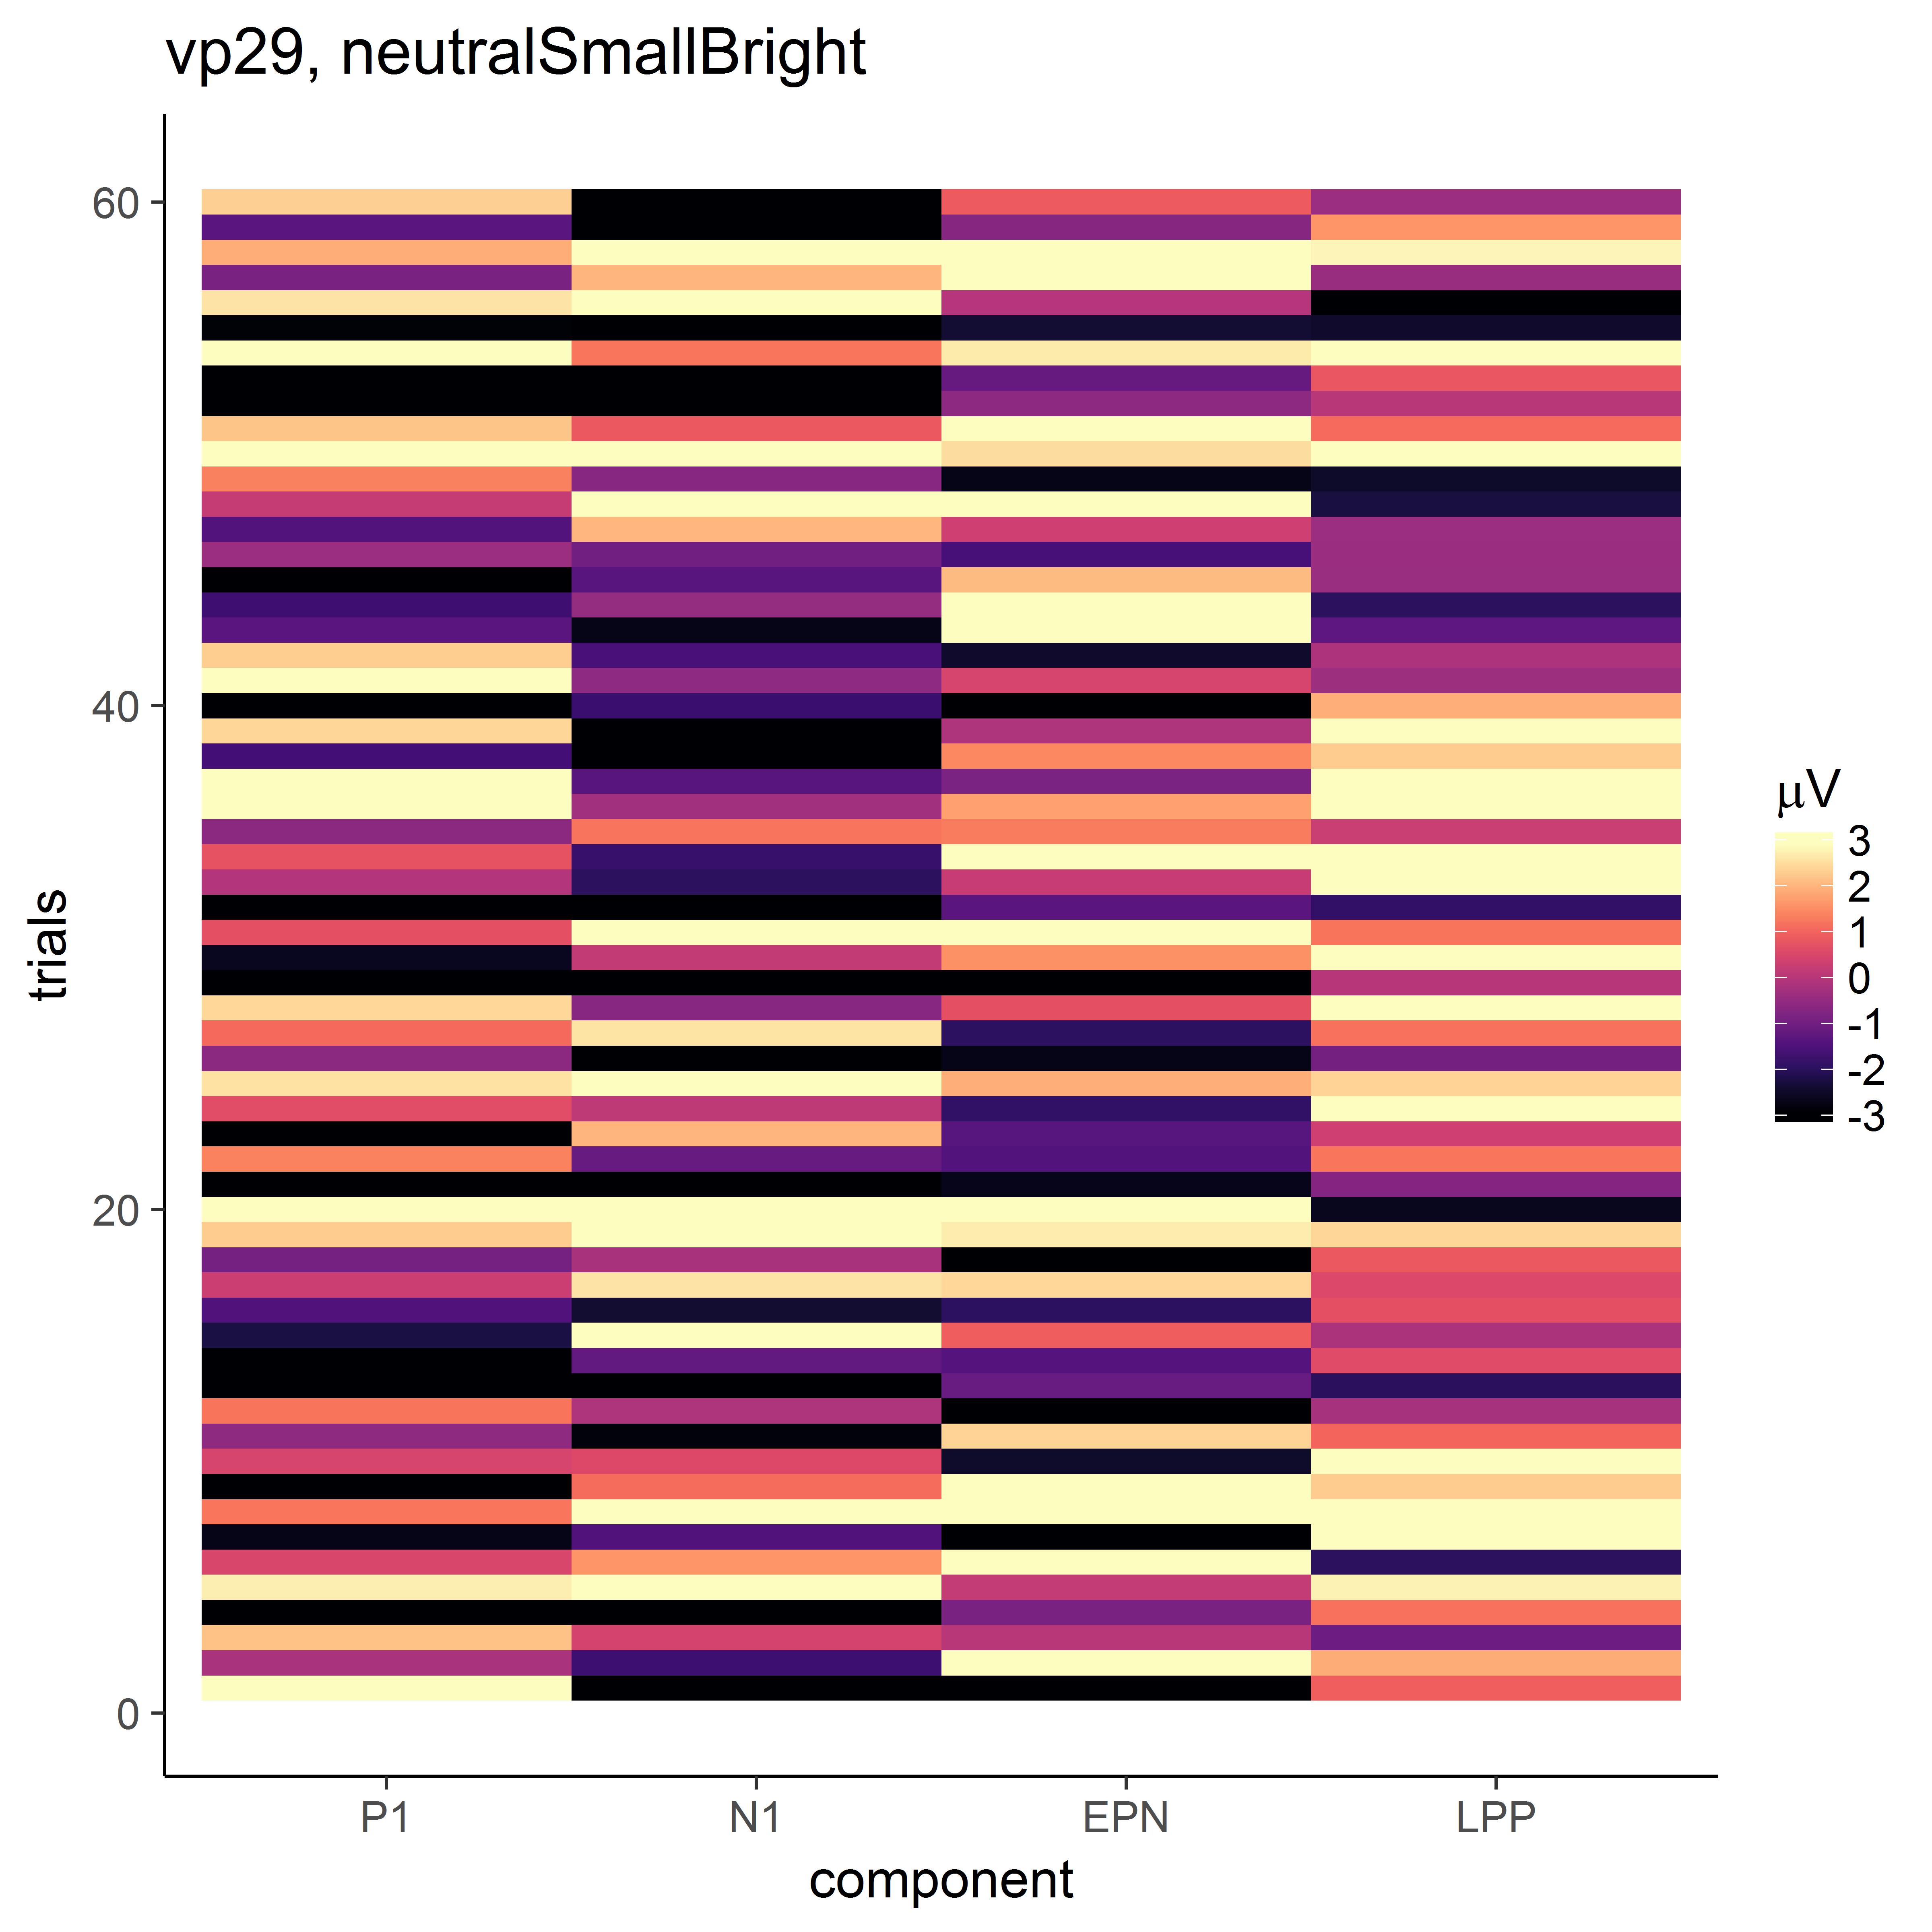 vp29, neutralSmallBright
60
40
20
0
trials
P1 N1 EPN LPP
component
μV
3
2
1
0
-1
-2
-3